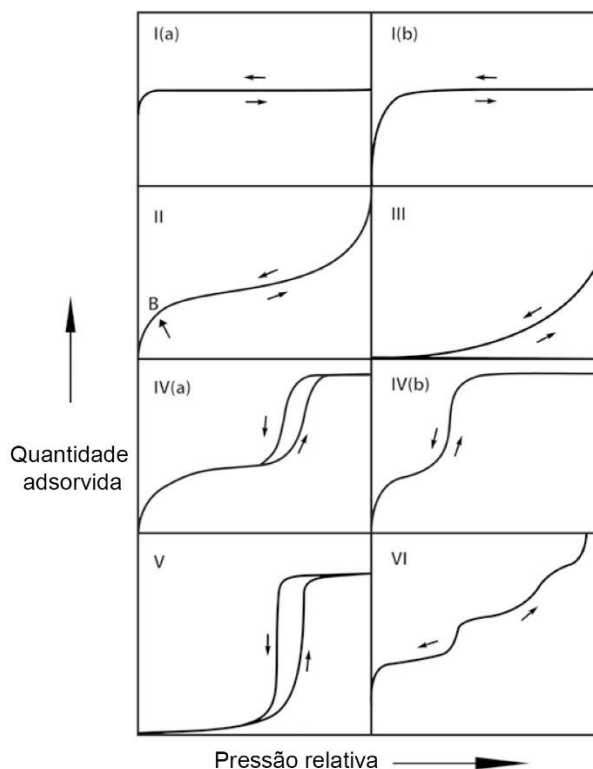 I(a)
I(b)
II
III
B
IV(a)
IV(b)
Quantidade
adsorvida
V
VI
Pressão relativa